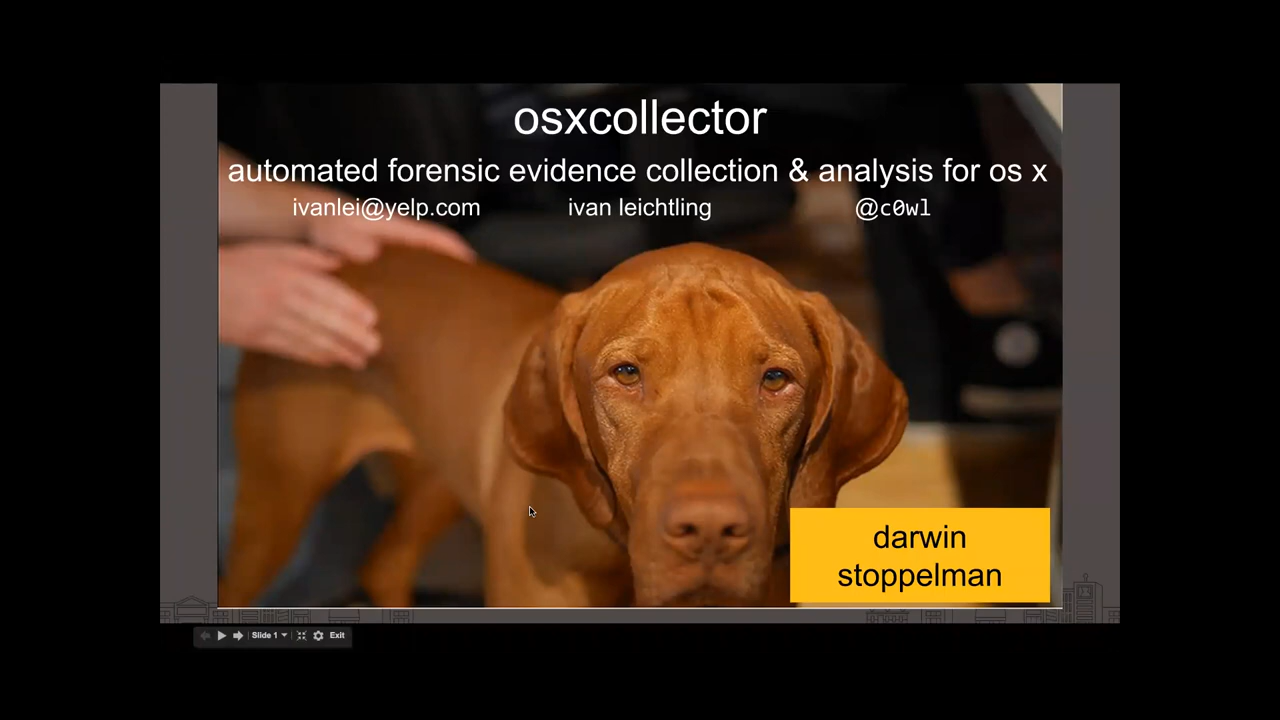 osxcollector
automated forensic evidence collection & analysis for os x
ivanlei@yelp.com ivan leichtling @c0wl
darwin
stoppelman
Slide 1 Exit